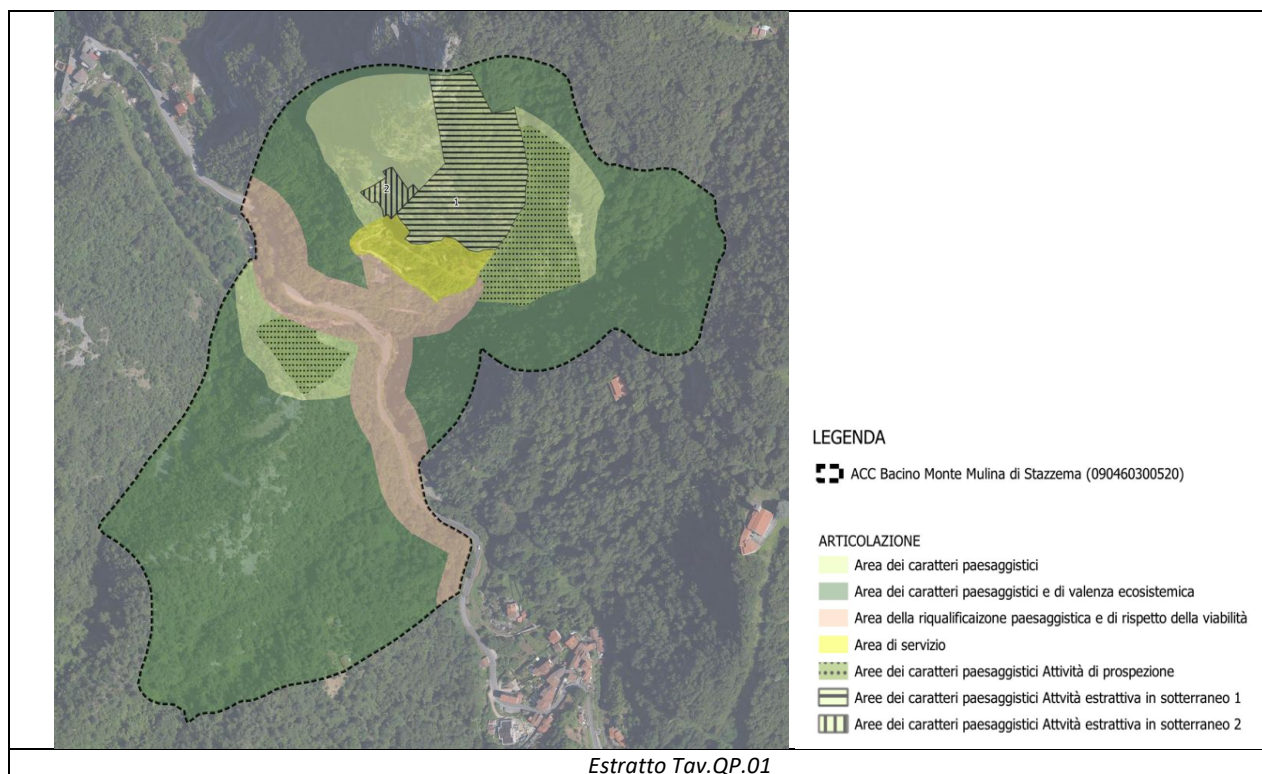 2
1
LEGENDA
ACC Bacino Monte Mulina di Stazzema (090460300520)
ARTICOLAZIONE
Area dei caratteri paesaggistici
Area dei caratteri paesaggistici e di valenza ecosistemica
Area della riqualificaizone paesaggistica e di rispetto della viabilità
Area di servizio
Aree dei caratteri paesaggistici Attività di prospezione
Aree dei caratteri paesaggistici Attvità estrattiva in sotterraneo 1
Aree dei caratteri paesaggistici Attvità estrattiva in sotterraneo 2
Estratto Tav.QP.01